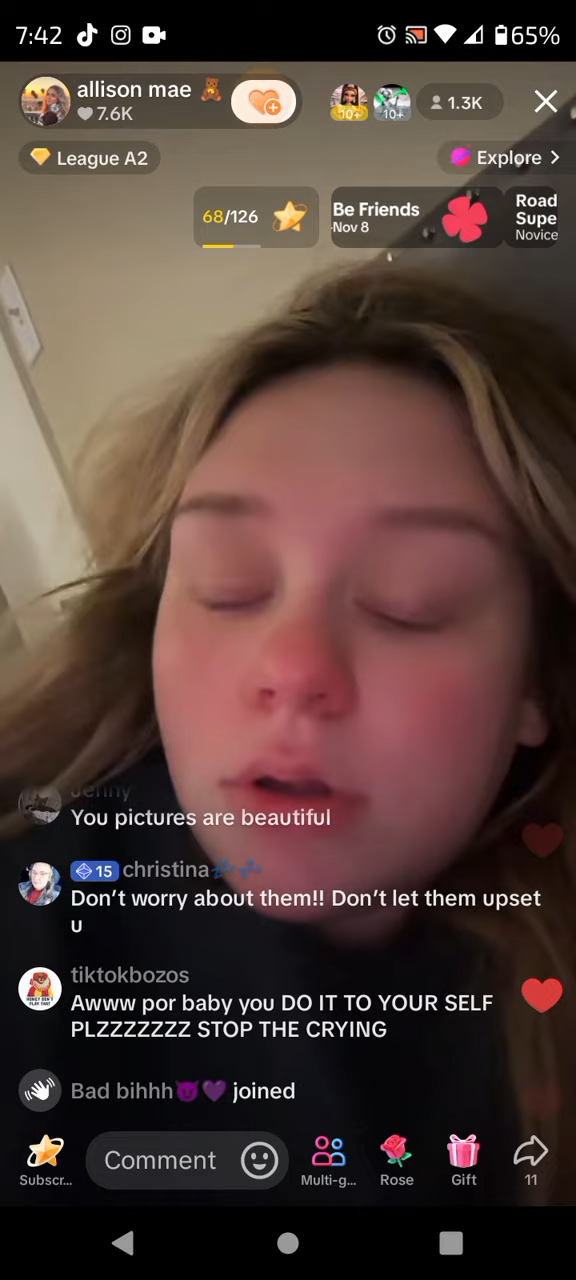 7:42
65%
allison mae 🧸
7.6K
10+
10+
1.3K
League A2
Explore
68/126
Be Friends
Nov 8
Road
Supe
Novice
Jenny
You pictures are beautiful
15 christina💤💤
Don't worry about them!! Don't let them upset
u
tiktokbozos
Awww por baby you DO IT TO YOUR SELF
PLZZZZZZZ STOP THE CRYING
Bad bihhh😈💜 joined
Comment
Subscr...
Multi-g...
Rose
Gift
11